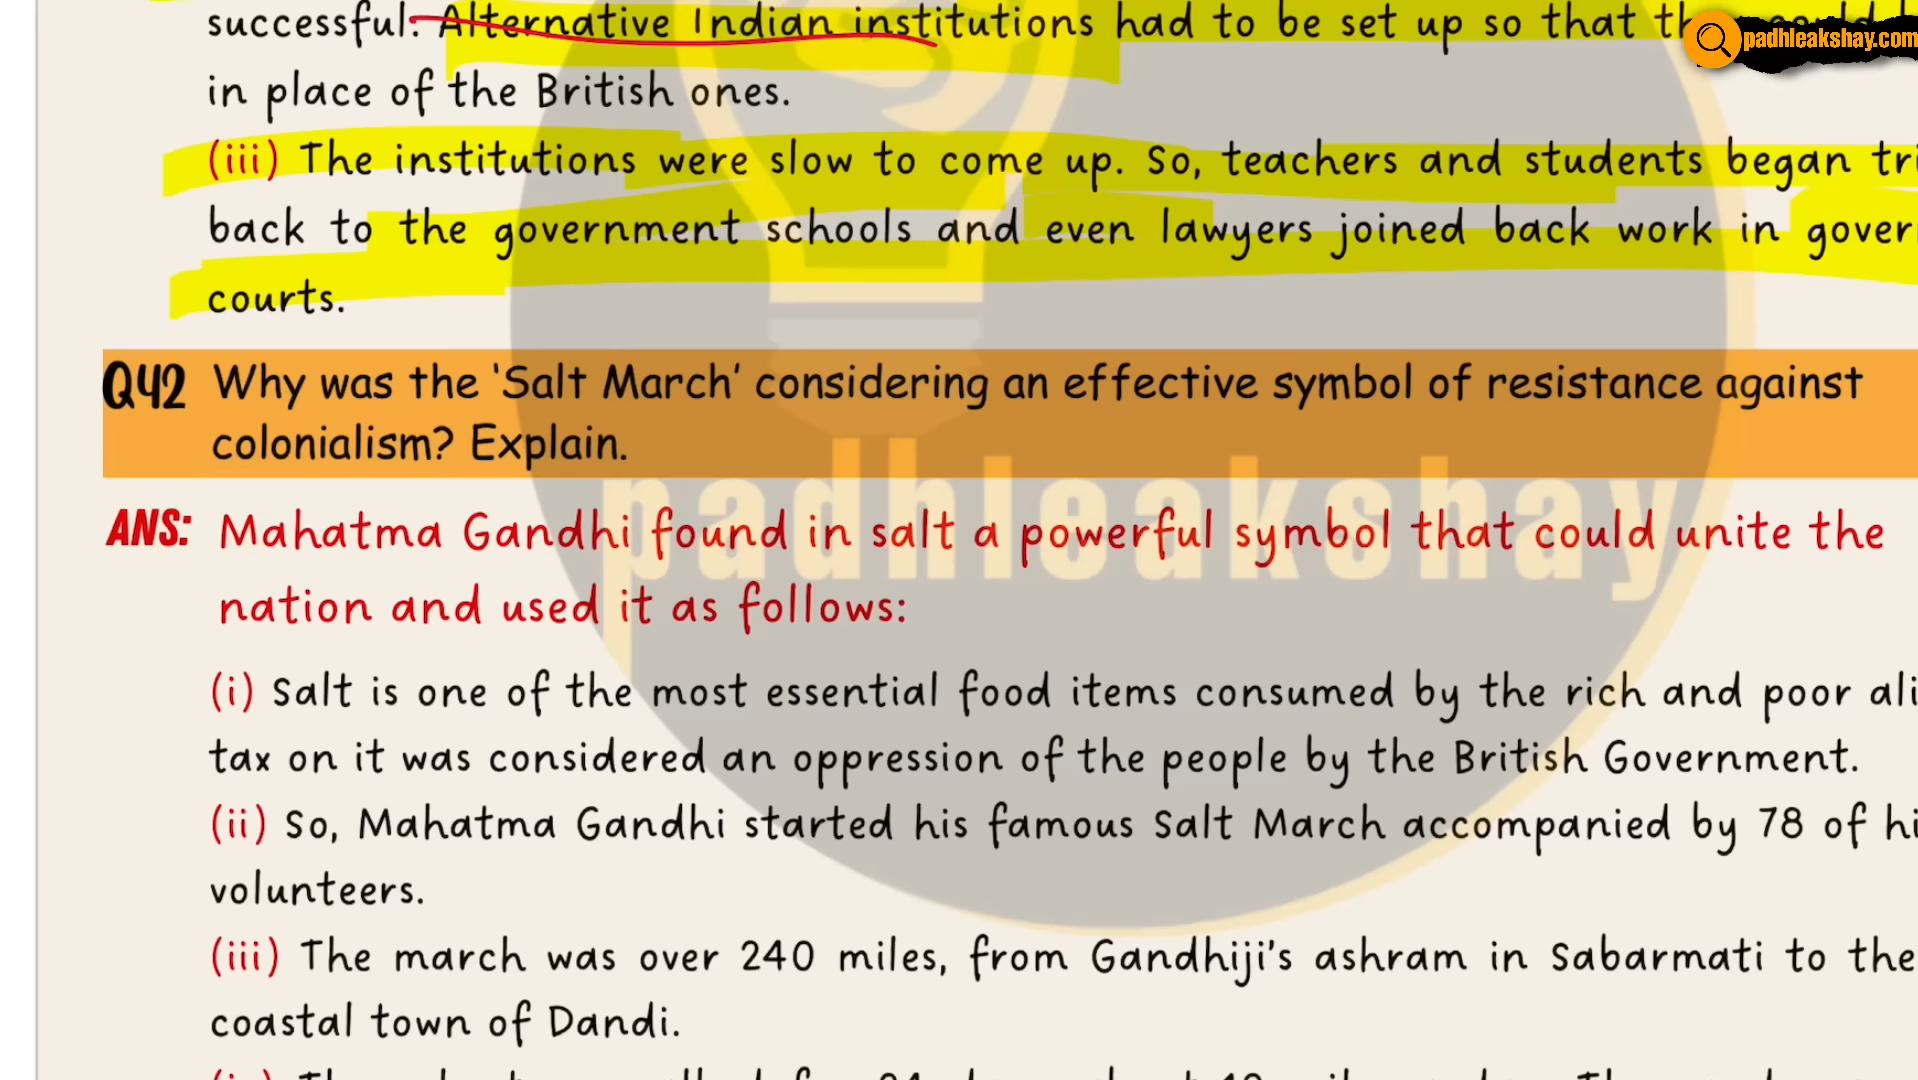 successful. Alternative Indian institutions had to be set up so that
padhleakshay.com
in place of the British ones.
(iii) The institutions were slow to come up. So, teachers and students began
back to the government schools and even lawyers joined back work in
courts.
Q42 Why was the 'Salt March' considering an effective symbol of resistance against
colonialism? Explain.
padhleakshay
ANS: Mahatma Gandhi found in salt a powerful symbol that could unite the
nation and used it as follows:
(i) Salt is one of the most essential food items consumed by the rich and poor
tax on it was considered an oppression of the people by the British Government.
(ii) So, Mahatma Gandhi started his famous Salt March accompanied by 78 of
volunteers.
(iii) The march was over 240 miles, from Gandhiji's ashram in Sabarmati to the
coastal town of Dandi.